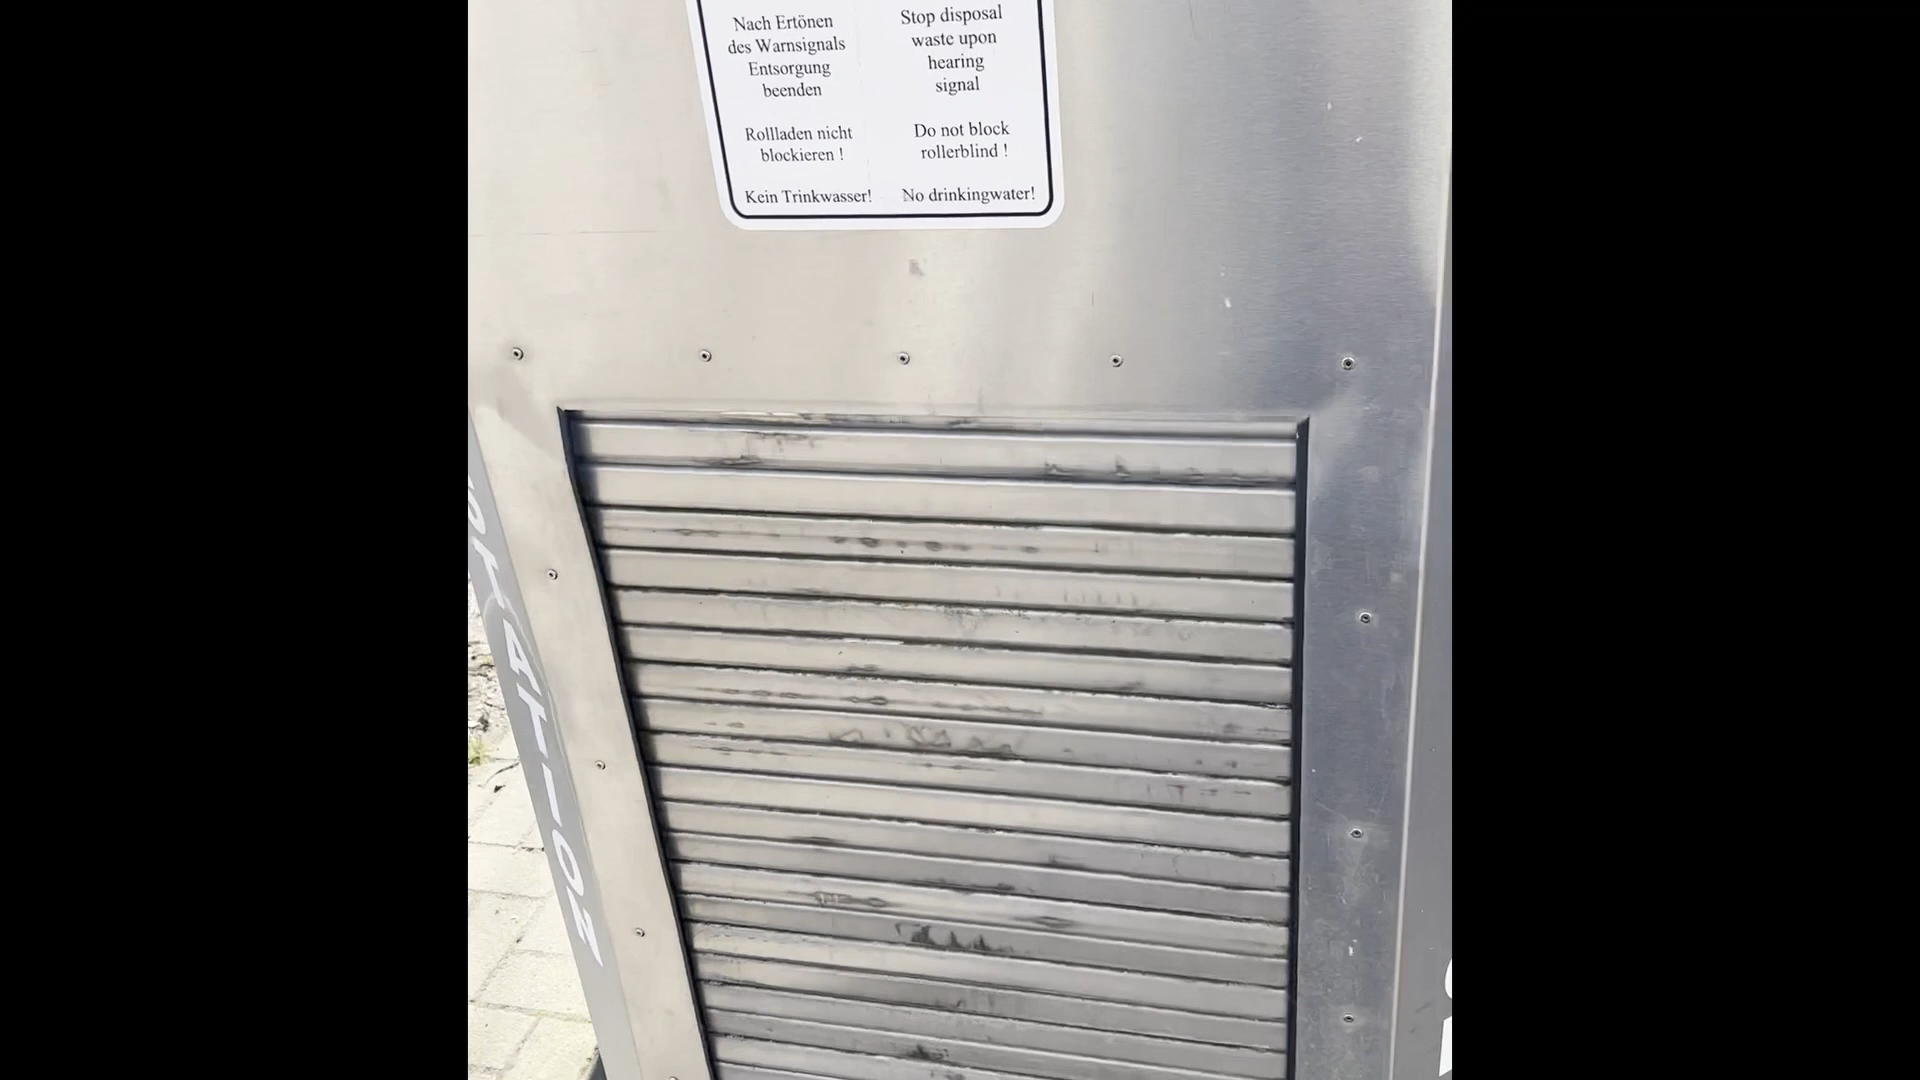 Nach Ertönen
des Warnsignals
Entsorgung
beenden
Rollladen nicht
blockieren !
Kein Trinkwasser!
Stop disposal
waste upon
hearing
signal
Do not block
rollerblind !
No drinkingwater!